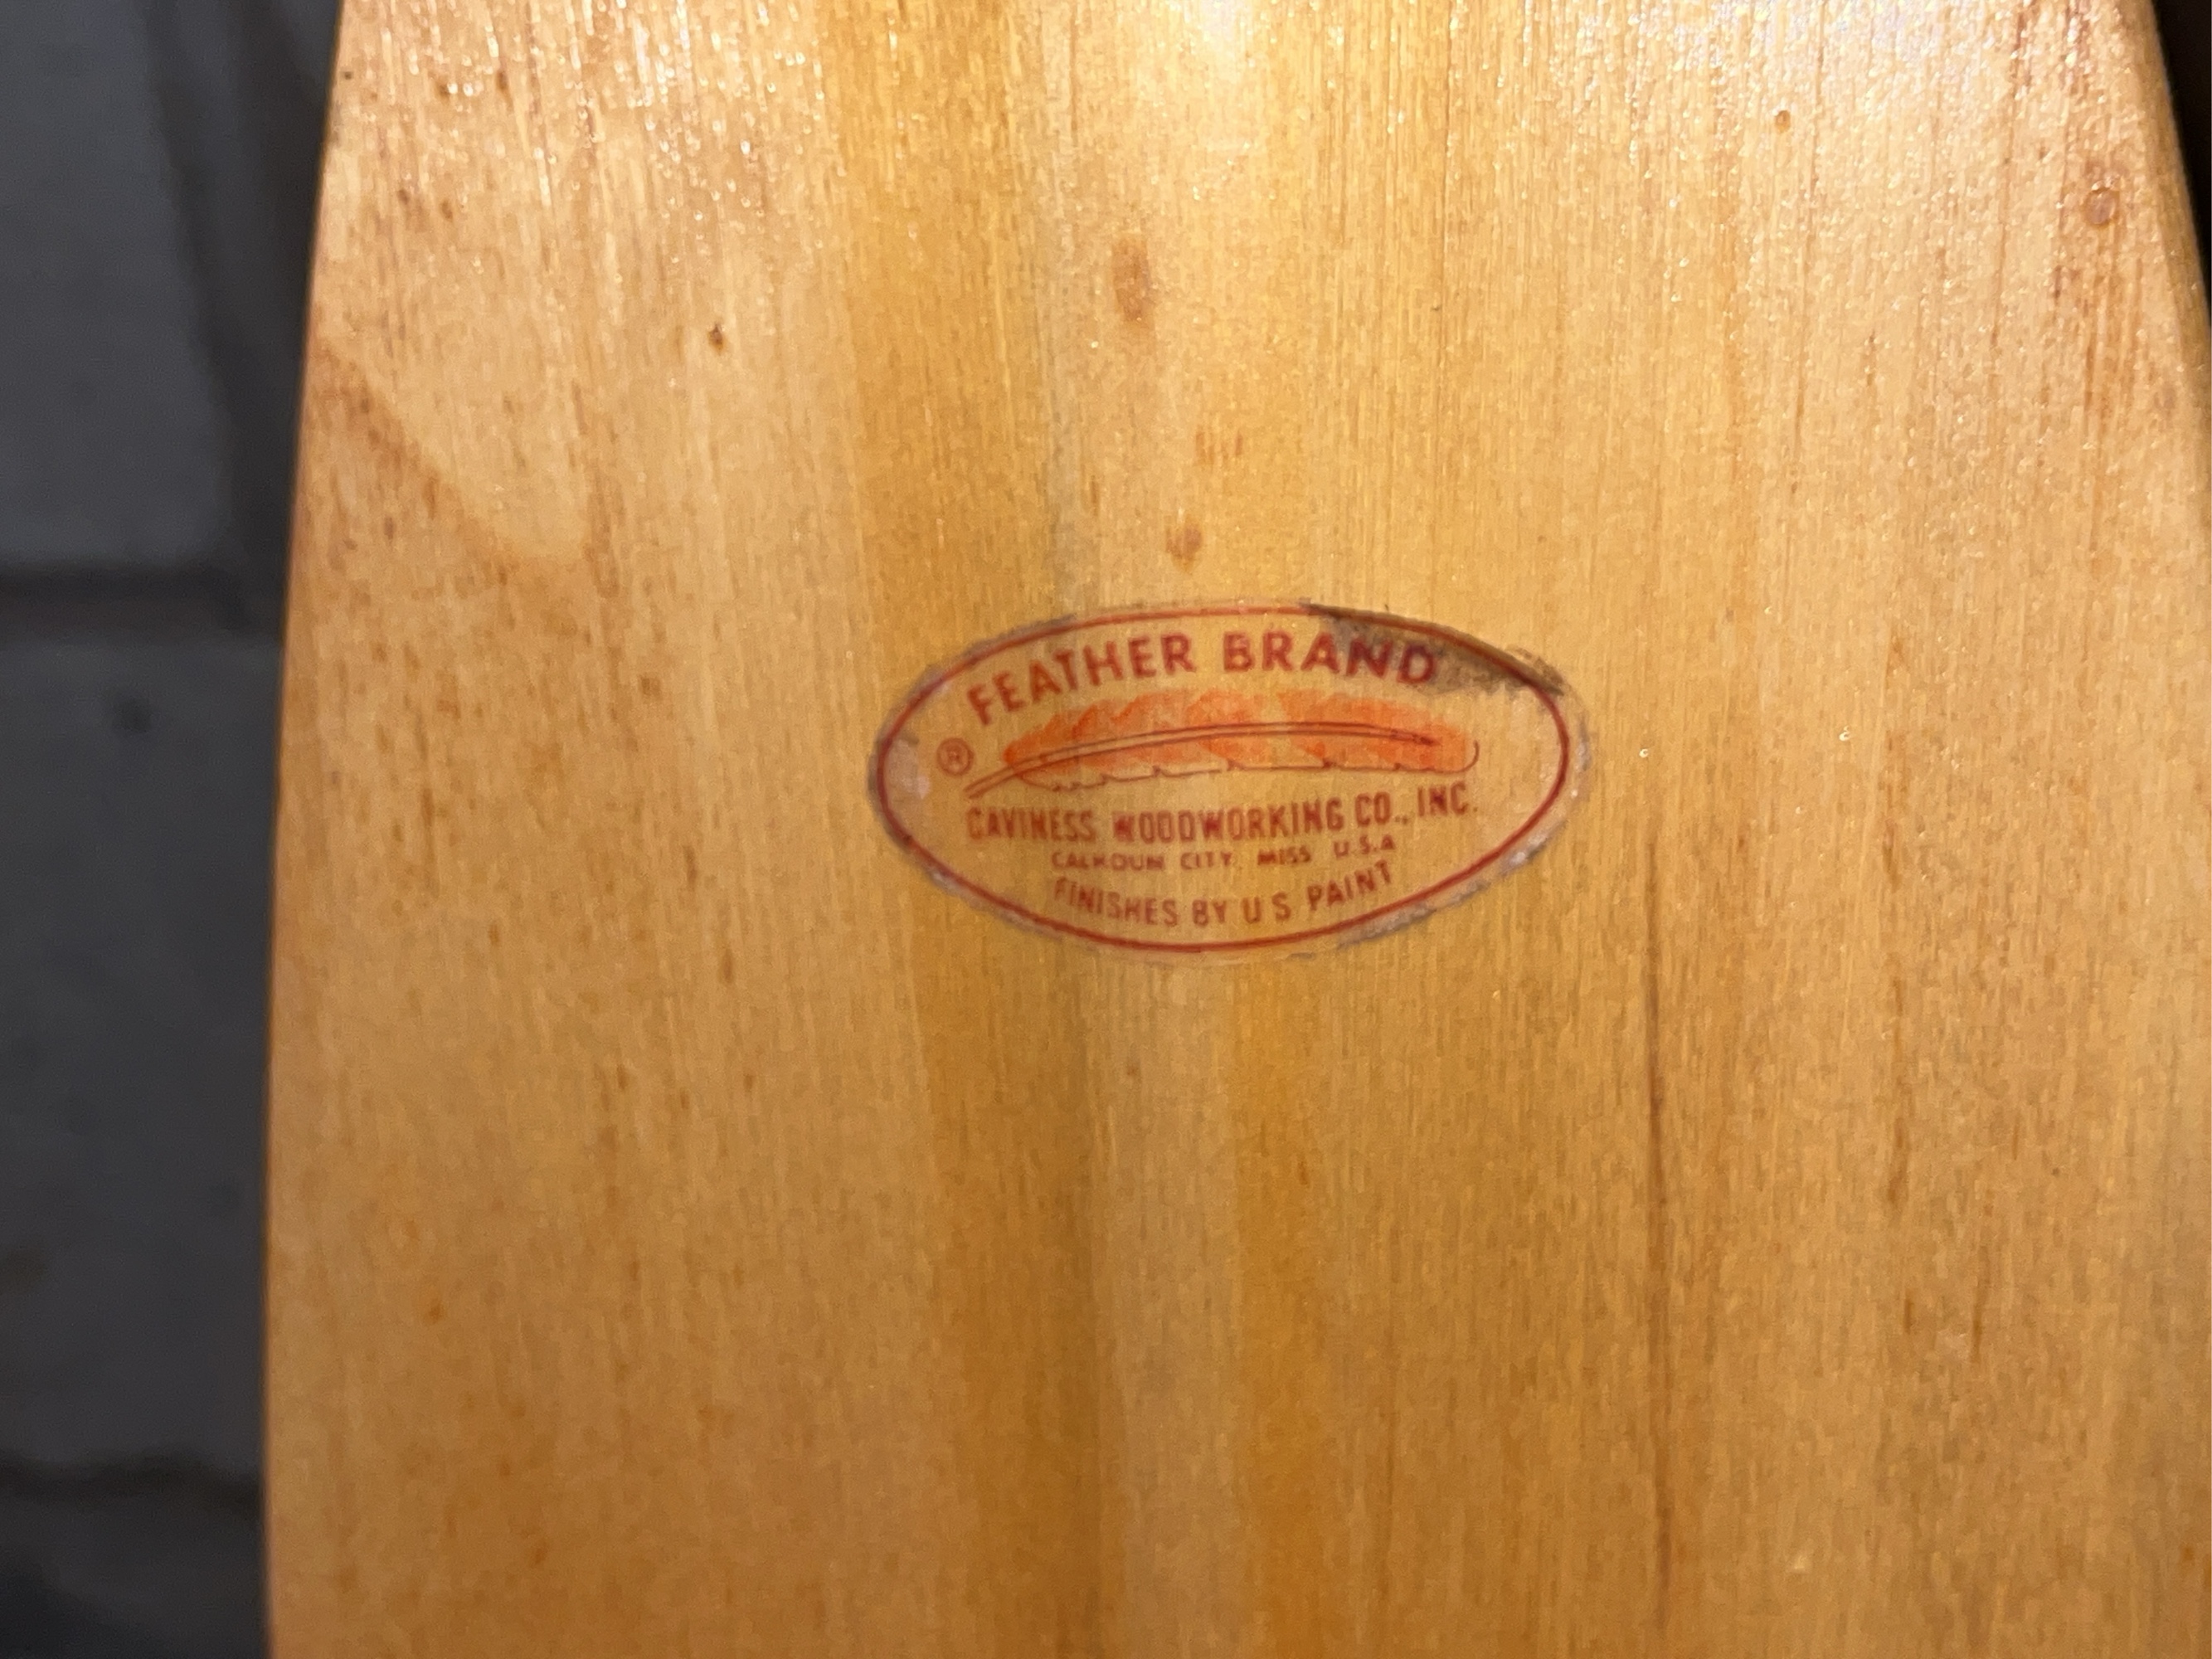 FEATHER BRAND
®
CAVINESS WOODWORKING CO., INC.
CALHOUN CITY. MISS U.S.A
FINISHES BY U S PAINT